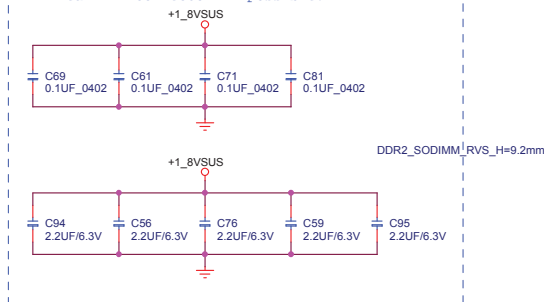 +1_8VSUS
C69 C61 C71 C81
0.1UF_0402 0.1UF_0402 0.1UF_0402 0.1UF_0402
DDR2_SODIMM_RVS_H=9.2mm
+1_8VSUS
C94 C56 C76 C59 C95
2.2UF/6.3V 2.2UF/6.3V 2.2UF/6.3V 2.2UF/6.3V 2.2UF/6.3V